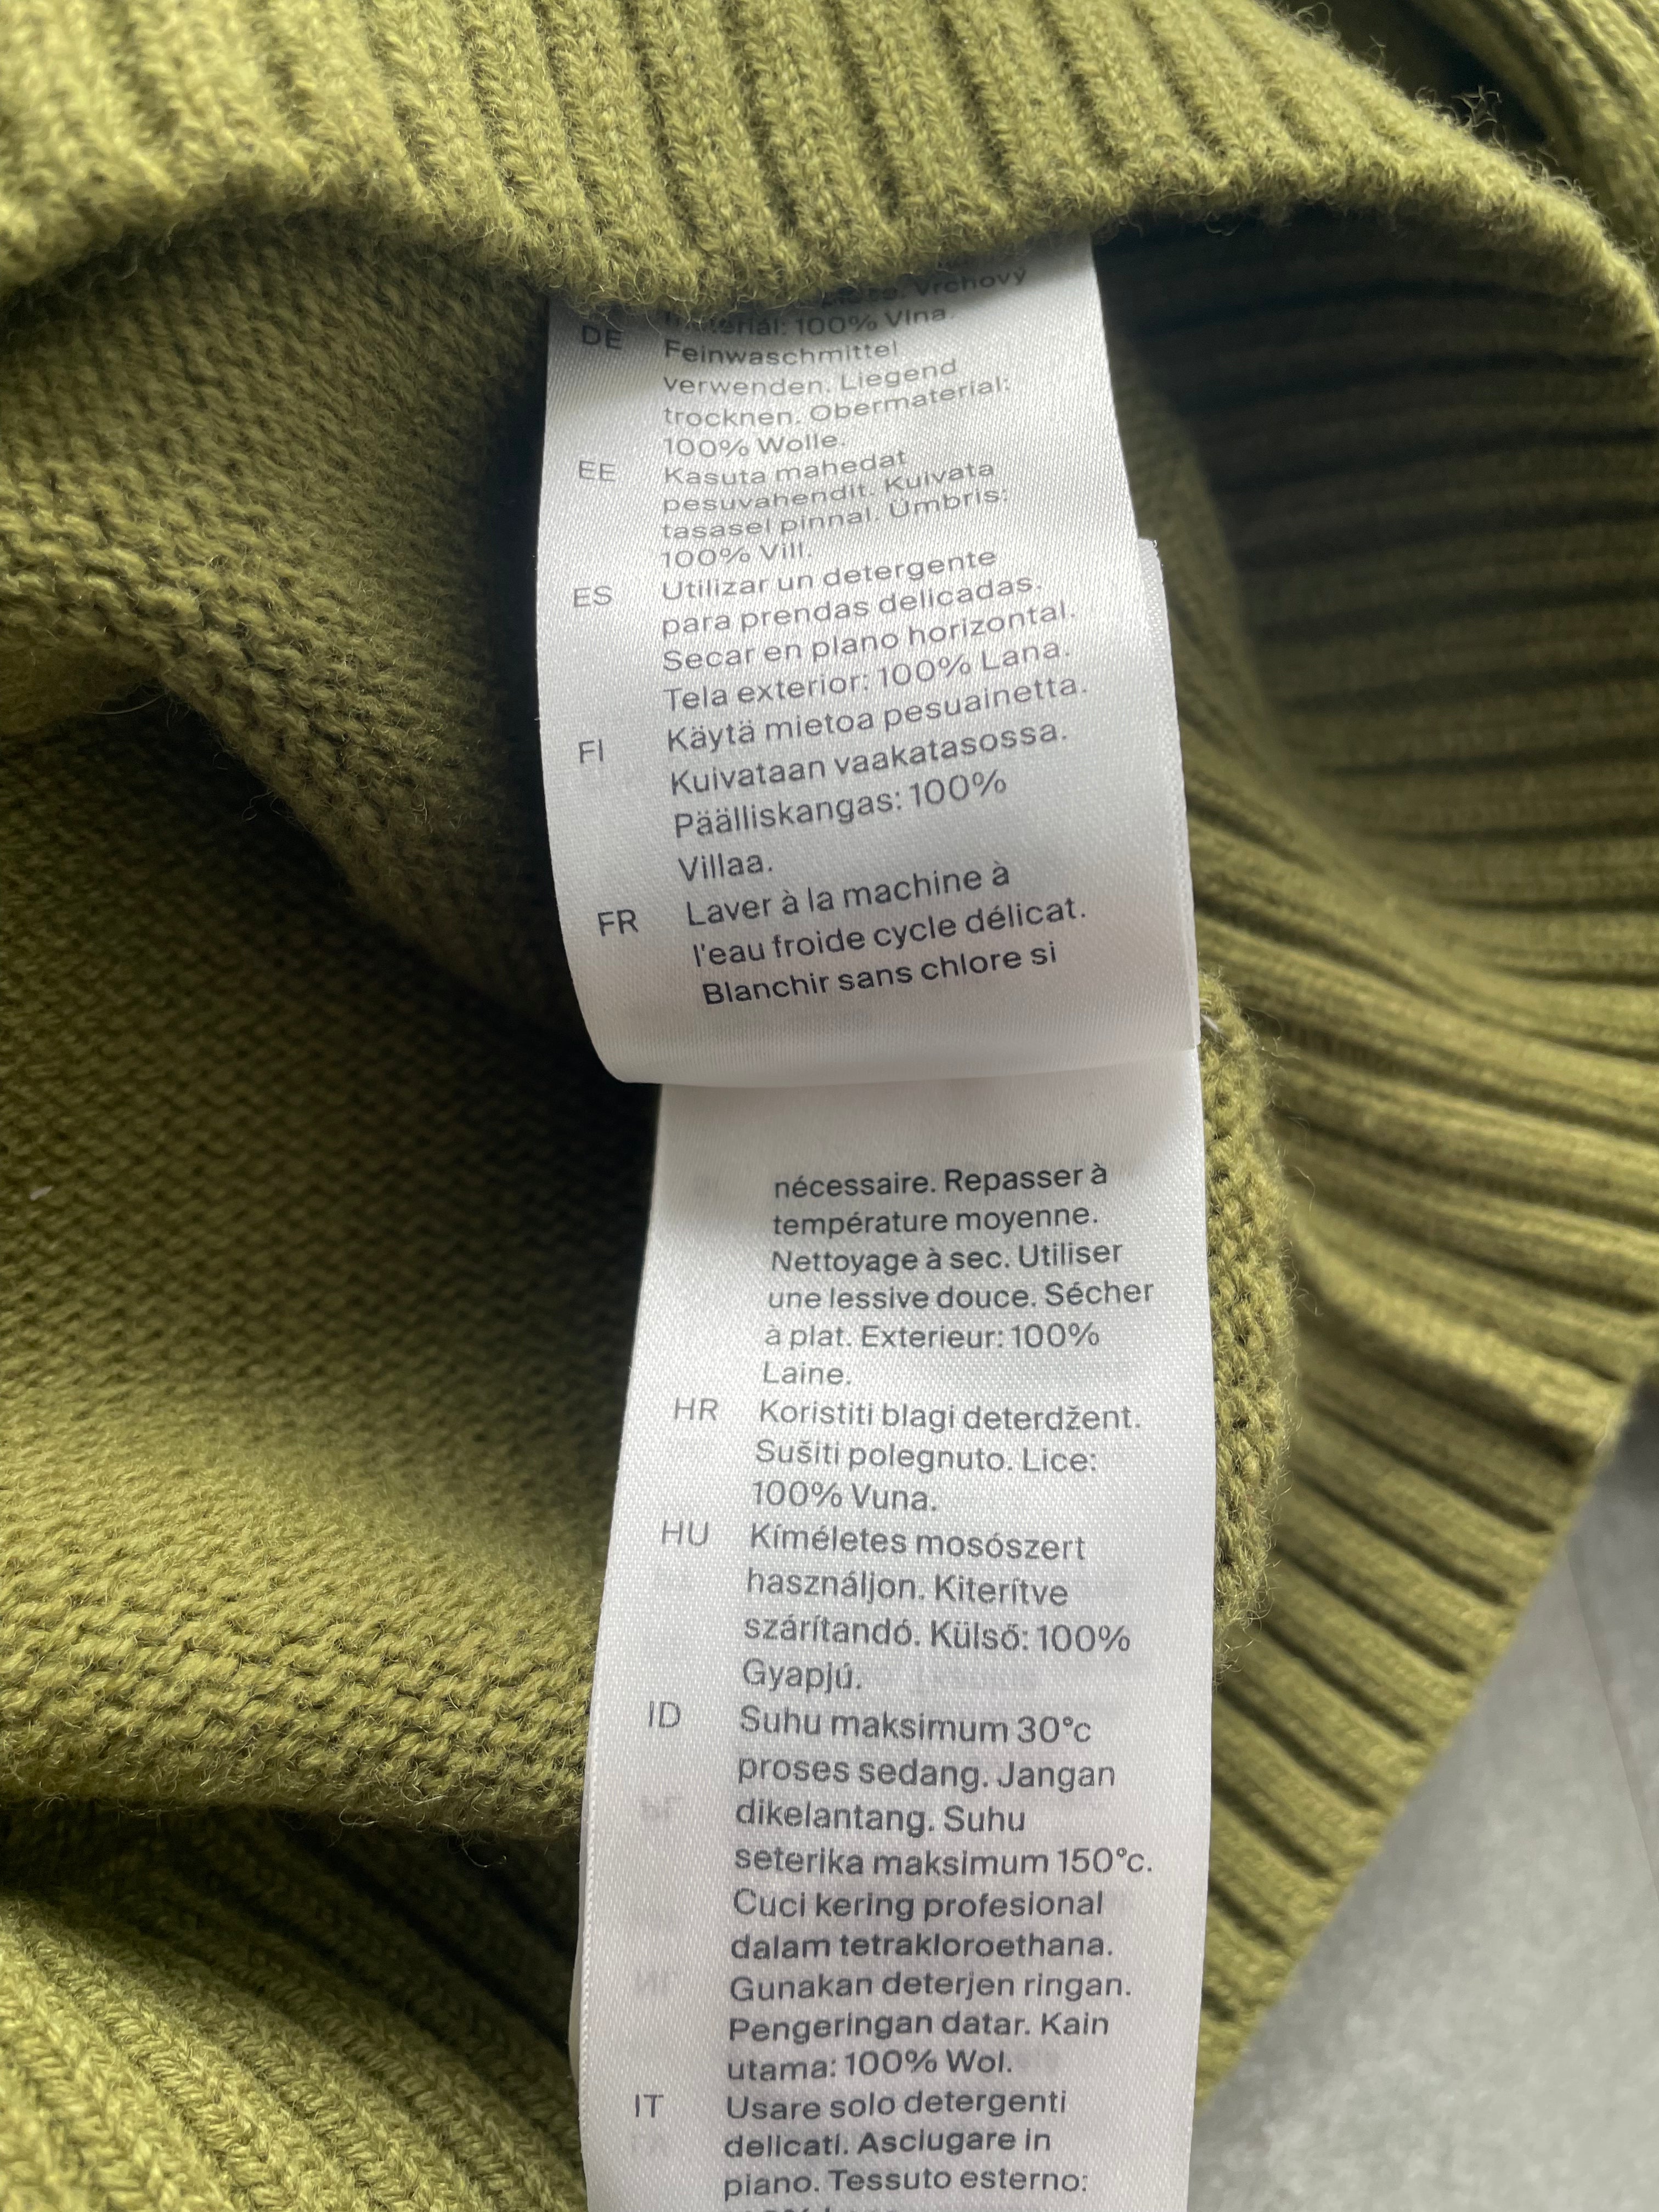 Vrchový
materiál: 100% Vlna.
DE Feinwaschmittel
verwenden. Liegend
trocknen. Obermaterial:
100% Wolle.
EE Kasuta mahedat
pesuvahendit. Kuivata
tasasel pinnal. Ümbris:
100% Vill.
ES Utilizar un detergente
para prendas delicadas.
Secar en plano horizontal.
Tela exterior: 100% Lana.
FI Käytä mietoa pesuainetta.
Kuivataan vaakatasossa.
Päälliskangas: 100%
Villaa.
FR Laver à la machine à
l'eau froide cycle délicat.
Blanchir sans chlore si
nécessaire. Repasser à
température moyenne.
Nettoyage à sec. Utiliser
une lessive douce. Sécher
à plat. Exterieur: 100%
Laine.
HR Koristiti blagi deterdžent.
Sušiti polegnuto. Lice:
100% Vuna.
HU Kíméletes mosószert
használjon. Kiterítve
szárítandó. Külső: 100%
Gyapjú.
ID Suhu maksimum 30°c
proses sedang. Jangan
dikelantang. Suhu
seterika maksimum 150°c.
Cuci kering profesional
dalam tetrakloroethana.
Gunakan deterjen ringan.
Pengeringan datar. Kain
utama: 100% Wol.
IT Usare solo detergenti
delicati. Asciugare in
piano. Tessuto esterno: